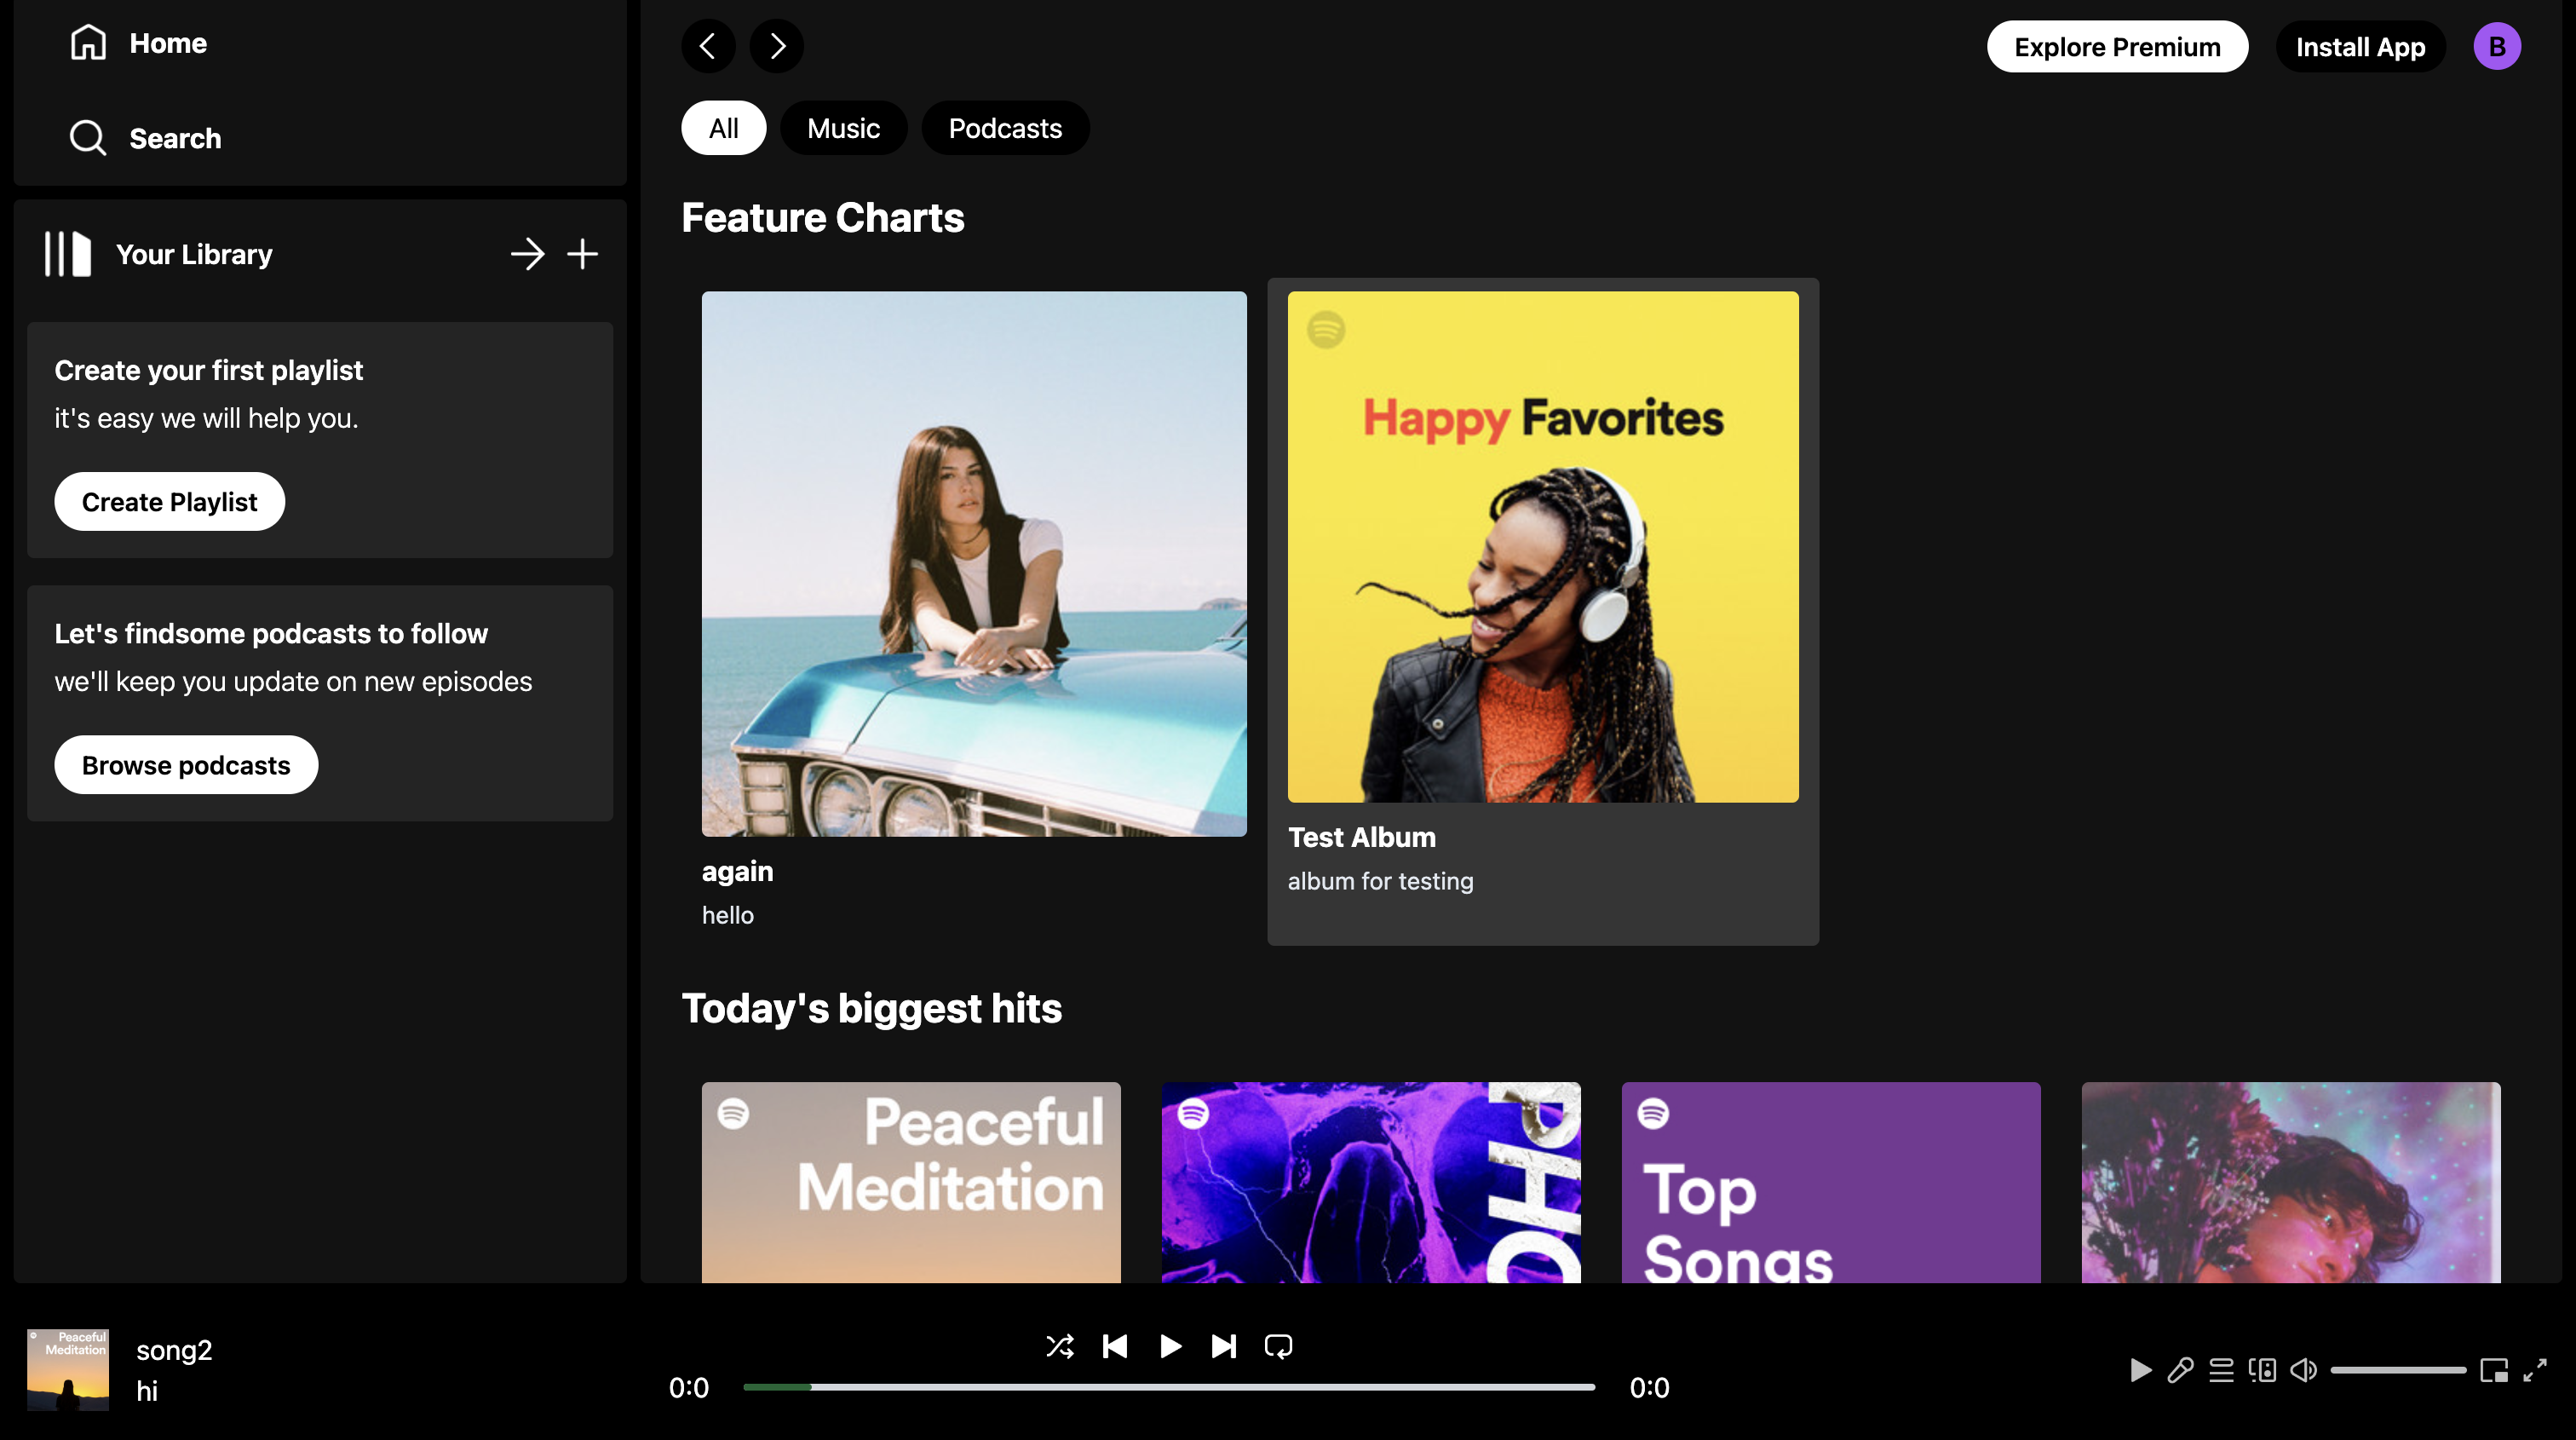 Home
Search
Your Library
Create your first playlist
it's easy we will help you.
Create Playlist
Let's findsome podcasts to follow
we'll keep you update on new episodes
Browse podcasts
Explore Premium
Install App
B
All
Music
Podcasts
Feature Charts
Happy Favorites
again
hello
Test Album
album for testing
Today's biggest hits
Peaceful
Meditation
PHO
Top
Songs
Peaceful
Meditation
song2
hi
0:0
0:0